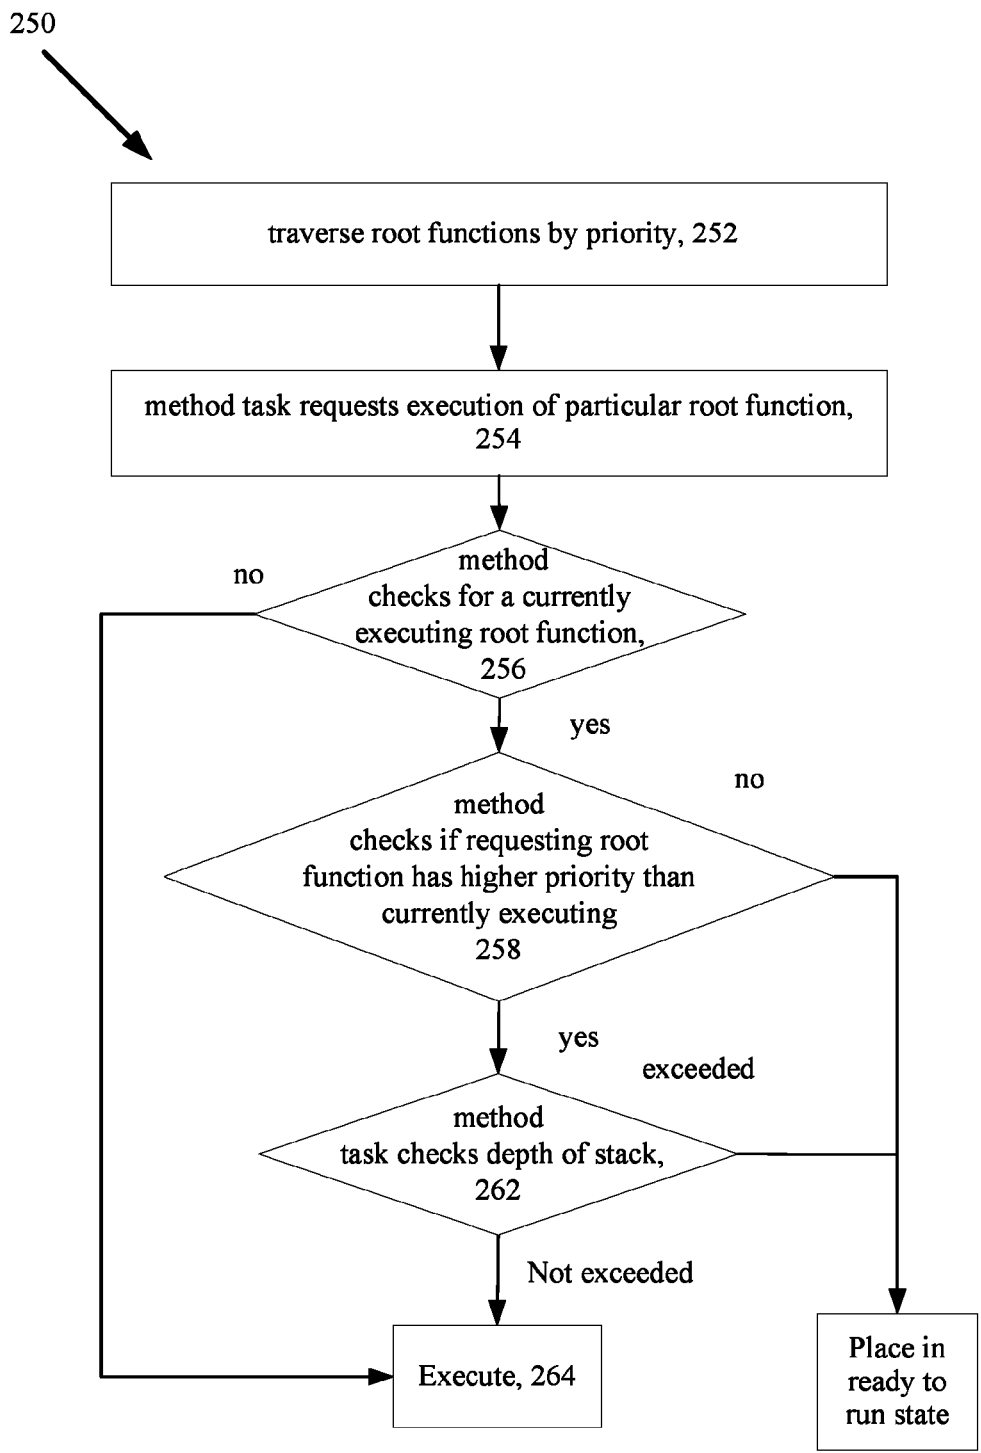 250
traverse root functions by priority, 252
method task requests execution of particular root function,
254
method
checks for a currently
executing root function,
256
no
yes
method
checks if requesting root
function has higher priority than
currently executing
258
no
yes
exceeded
method
task checks depth of stack,
262
Not exceeded
Execute, 264
Place in
ready to
run state